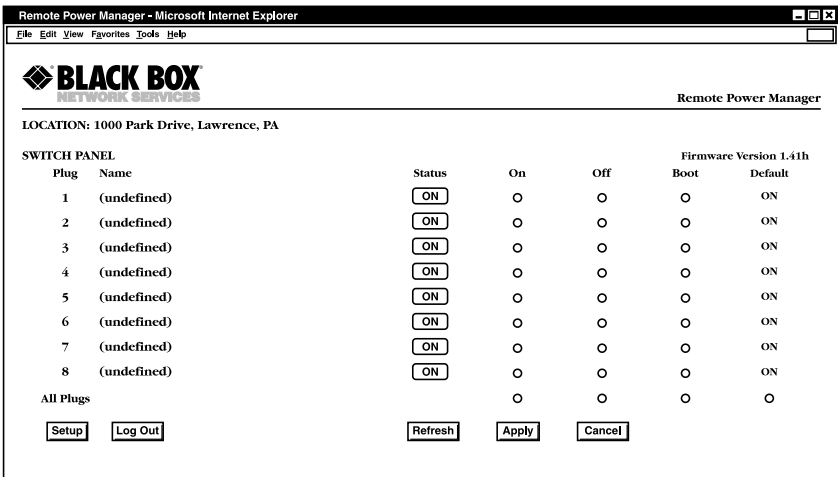 Remote Power Manager - Microsoft Internet Explorer
File Edit View Favorites Tools Help
BLACK BOX®
NETWORK SERVICES
Remote Power Manager
LOCATION: 1000 Park Drive, Lawrence, PA
SWITCH PANEL Firmware Version 1.41h
Plug Name Status On Off Boot Default
1 (undefined) ON ON
2 (undefined) ON ON
3 (undefined) ON ON
4 (undefined) ON ON
5 (undefined) ON ON
6 (undefined) ON ON
7 (undefined) ON ON
8 (undefined) ON ON
All Plugs
Setup Log Out Refresh Apply Cancel